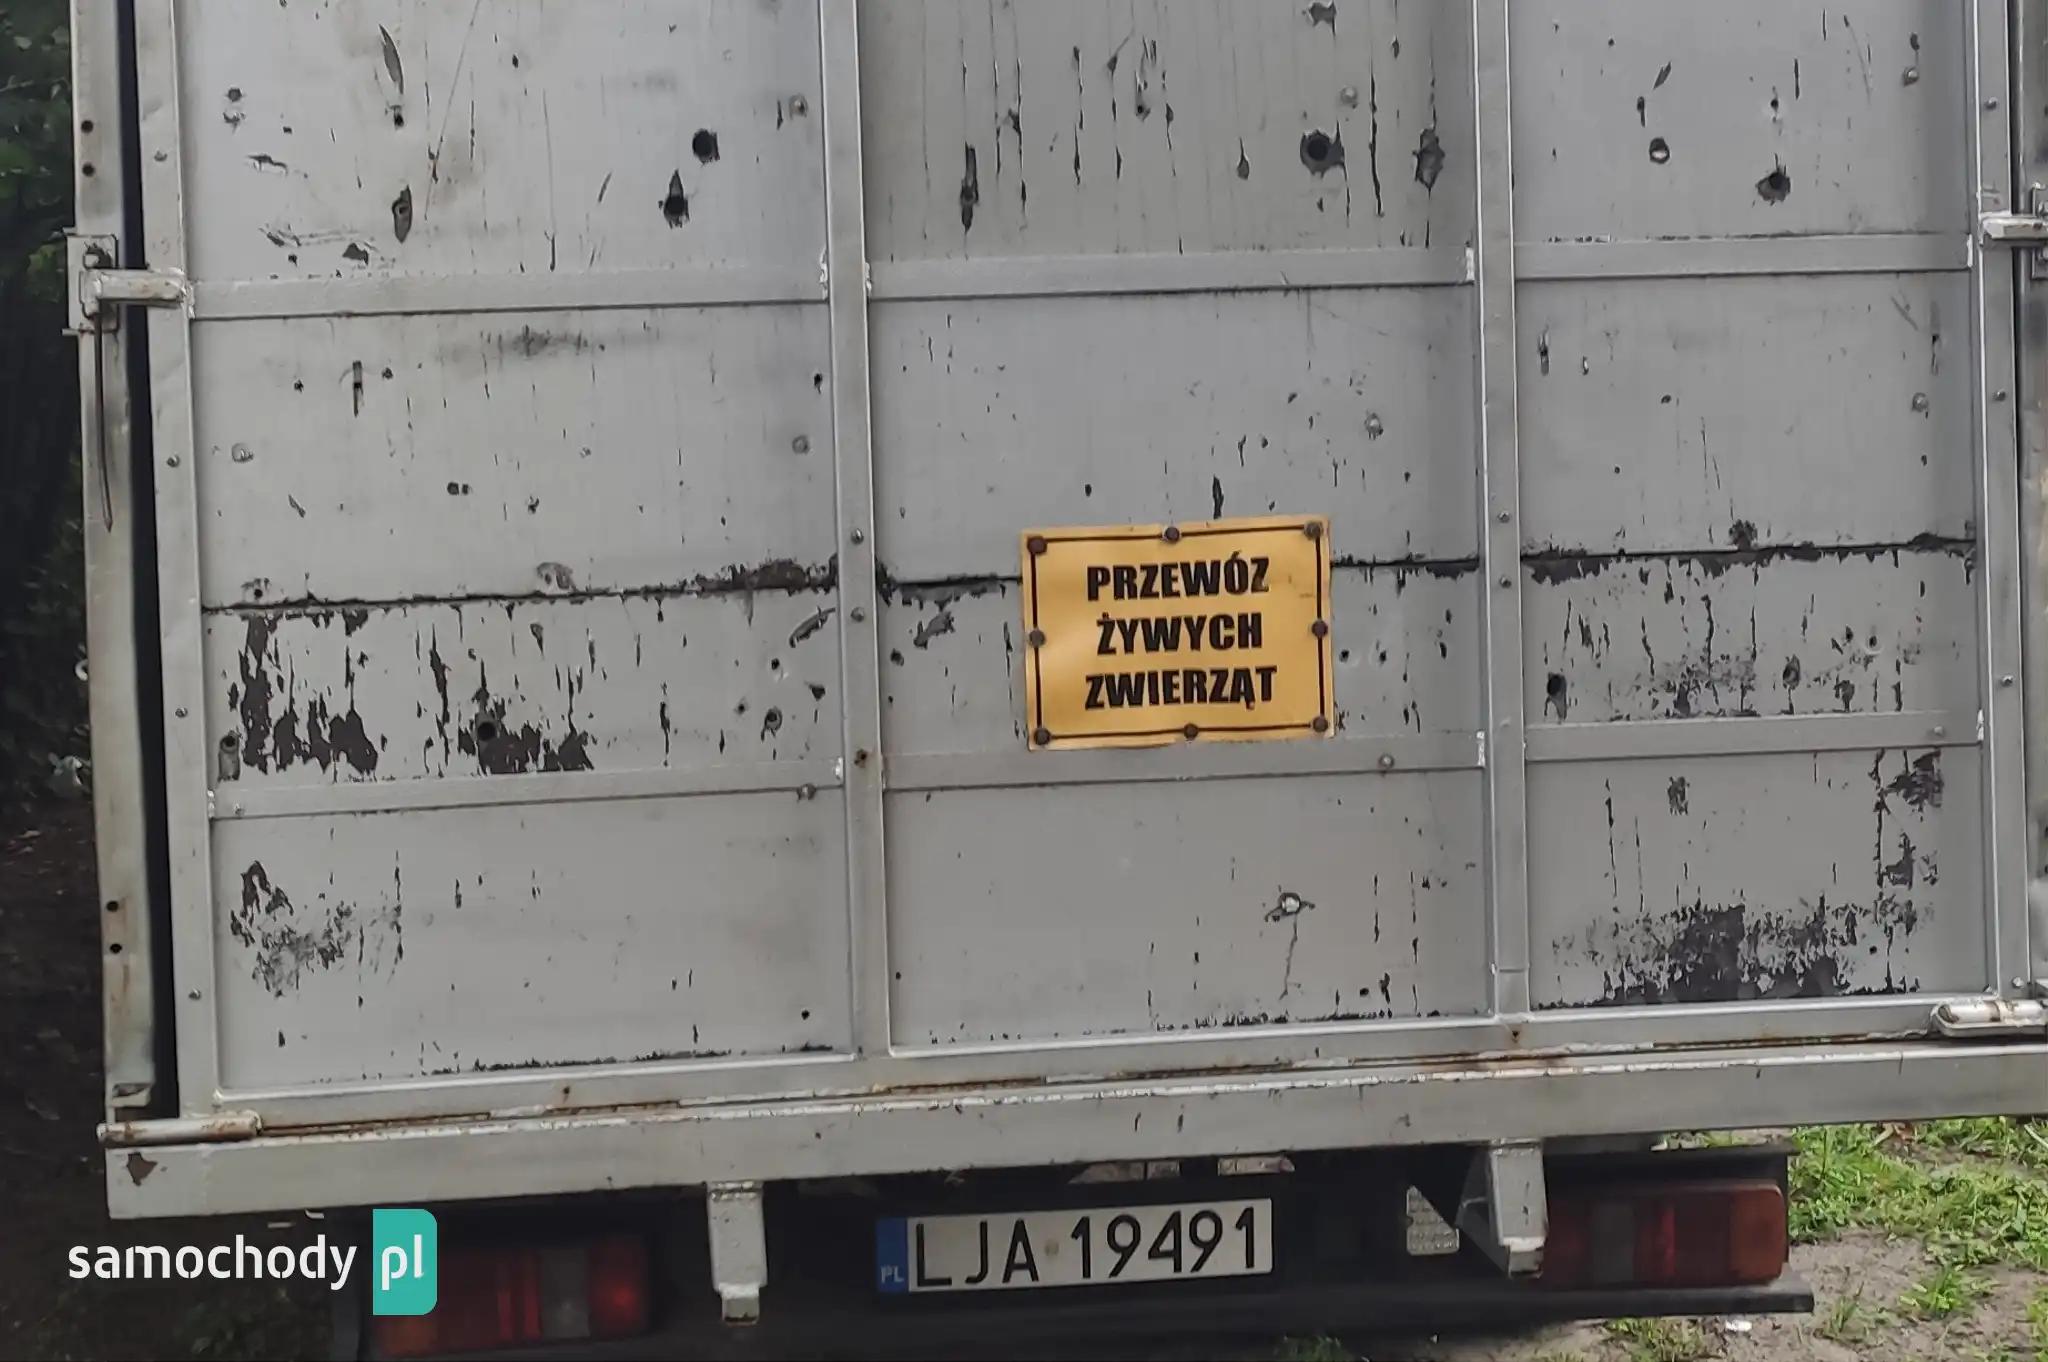 PRZEWÓZ
ŻYWYCH
ZWIERZĄT
PL LJA 19491
samochody pl